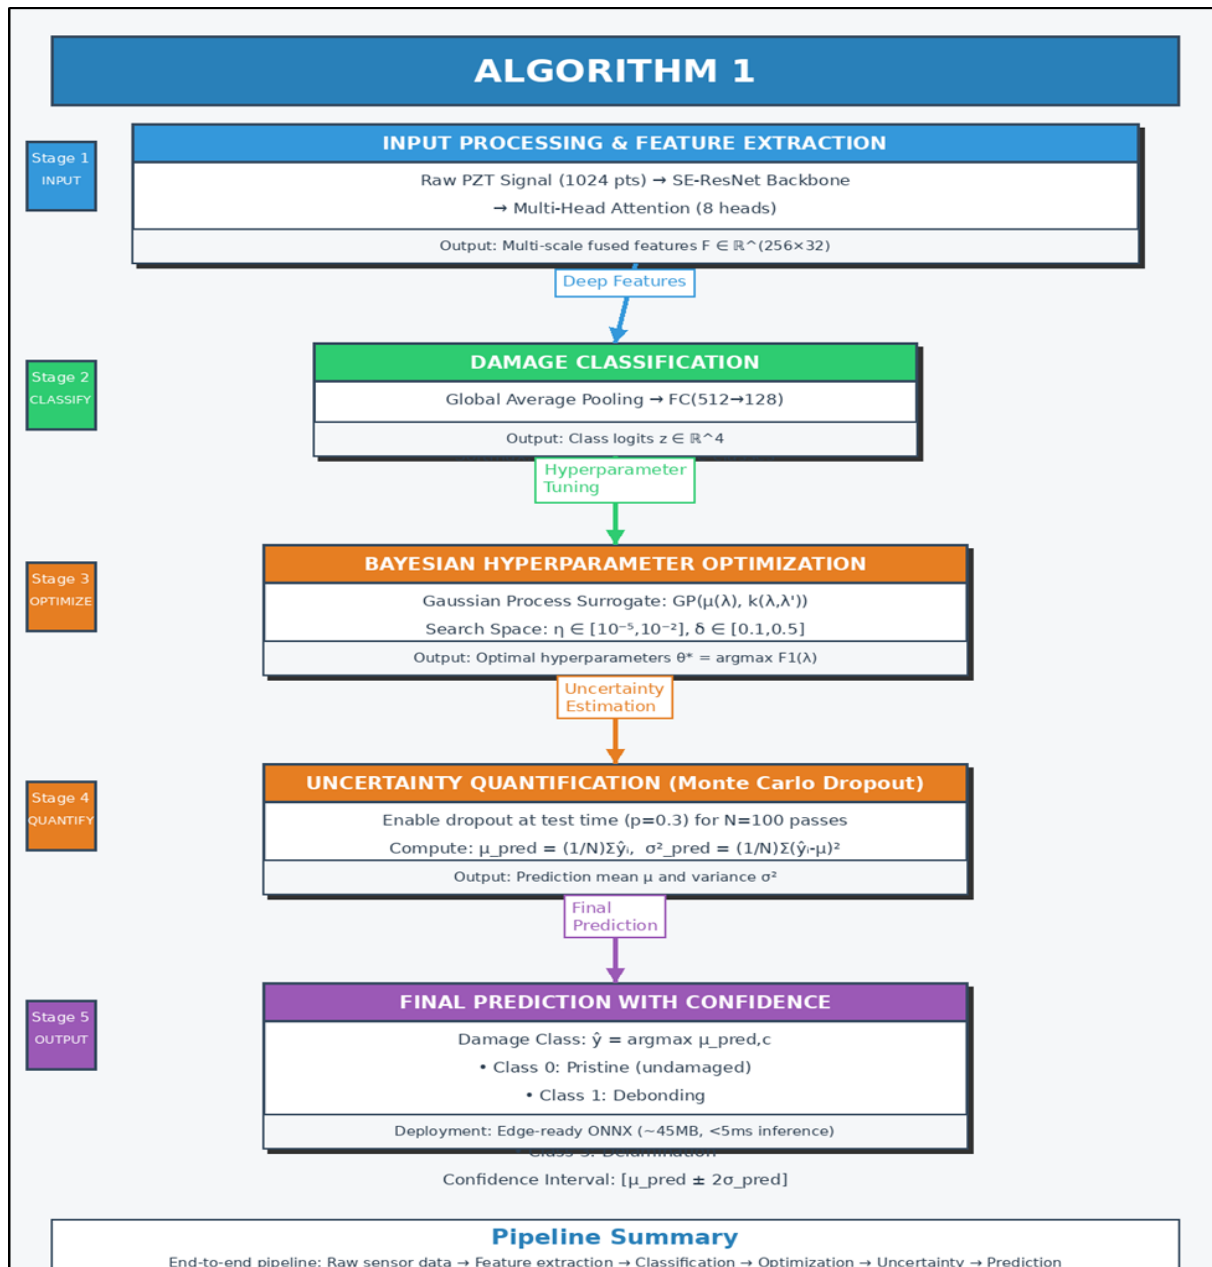 ALGORITHM 1
Stage 1
INPUT
INPUT PROCESSING & FEATURE EXTRACTION
Raw PZT Signal (1024 pts) → SE-ResNet Backbone
→ Multi-Head Attention (8 heads)
Output: Multi-scale fused features F ∈ ℝ^(256×32)
Deep Features
Stage 2
CLASSIFY
DAMAGE CLASSIFICATION
Global Average Pooling → FC(512→128)
Output: Class logits z ∈ ℝ^4
Hyperparameter
Tuning
Stage 3
OPTIMIZE
BAYESIAN HYPERPARAMETER OPTIMIZATION
Gaussian Process Surrogate: GP(μ(λ), k(λ,λ'))
Search Space: η ∈ [10⁻⁵,10⁻²], δ ∈ [0.1,0.5]
Output: Optimal hyperparameters θ* = argmax F1(λ)
Uncertainty
Estimation
Stage 4
QUANTIFY
UNCERTAINTY QUANTIFICATION (Monte Carlo Dropout)
Enable dropout at test time (p=0.3) for N=100 passes
Compute: μ_pred = (1/N)Σŷᵢ, σ²_pred = (1/N)Σ(ŷᵢ-μ)²
Output: Prediction mean μ and variance σ²
Final
Prediction
Stage 5
OUTPUT
FINAL PREDICTION WITH CONFIDENCE
Damage Class: ŷ = argmax μ_pred,c
• Class 0: Pristine (undamaged)
• Class 1: Debonding
Deployment: Edge-ready ONNX (~45MB, <5ms inference)
Confidence Interval: [μ_pred ± 2σ_pred]
Pipeline Summary
End-to-end pipeline: Raw sensor data → Feature extraction → Classification → Optimization → Uncertainty → Prediction